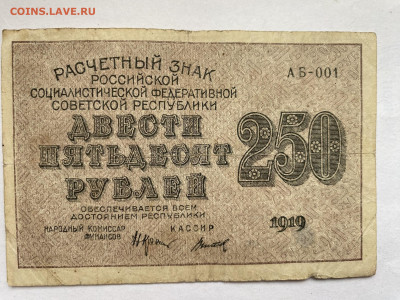 COINS.LAVE.RU
РАСЧЕТНЫЙ ЗНАК
РОССИЙСКОЙ
СОЦИАЛИСТИЧЕСКОЙ ФЕДЕРАТИВНОЙ
СОВЕТСКОЙ РЕСПУБЛИКИ
АБ-001
ДВЕСТИ
ПЯТЬДЕСЯТ
РУБЛЕЙ
250
ОБЕСПЕЧИВАЕТСЯ ВСЕМ
ДОСТОЯНИЕМ РЕСПУБЛИКИ
1919
НАРОДНЫЙ КОМИССАР
ФИНАНСОВ
КАССИР